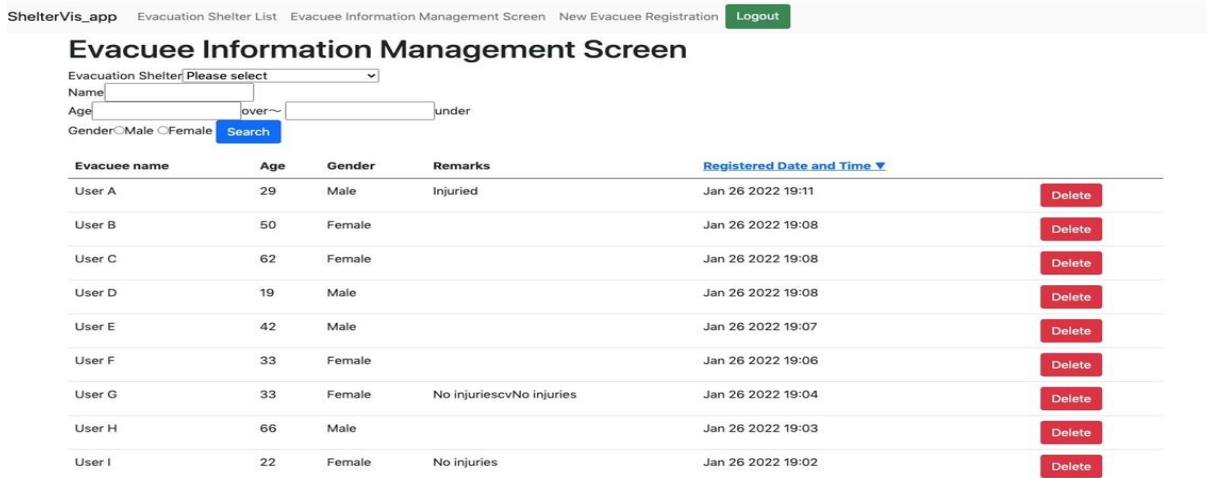 ShelterVis_app Evacuation Shelter List Evacuee Information Management Screen New Evacuee Registration Logout
Evacuee Information Management Screen
Evacuation Shelter Please select
Name
Age over～ under
Gender Male Female Search
Evacuee name Age Gender Remarks Registered Date and Time ▼
User A 29 Male Injuried Jan 26 2022 19:11 Delete
User B 50 Female Jan 26 2022 19:08 Delete
User C 62 Female Jan 26 2022 19:08 Delete
User D 19 Male Jan 26 2022 19:08 Delete
User E 42 Male Jan 26 2022 19:07 Delete
User F 33 Female Jan 26 2022 19:06 Delete
User G 33 Female No injuriescvNo injuries Jan 26 2022 19:04 Delete
User H 66 Male Jan 26 2022 19:03 Delete
User I 22 Female No injuries Jan 26 2022 19:02 Delete